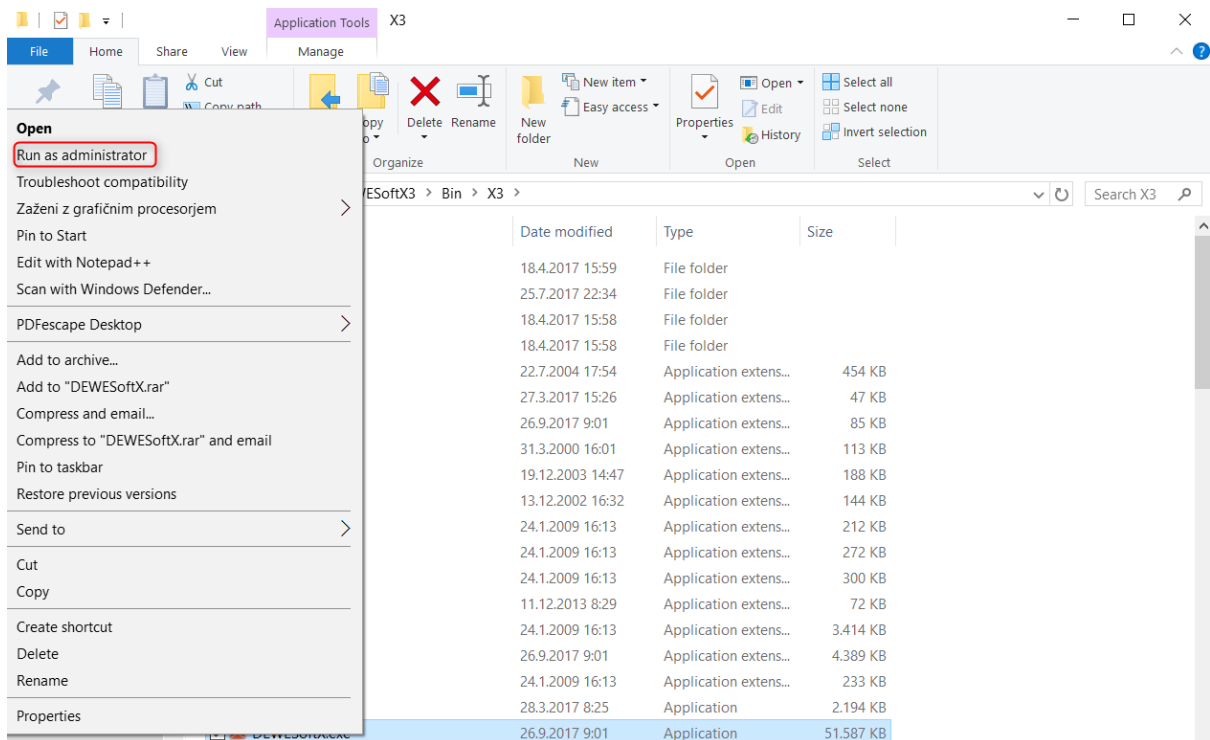 Application Tools
X3
File
Home
Share
View
Manage
Cut
Copy path
Delete
Rename
New folder
New item
Easy access
Properties
Open
Edit
History
Select all
Select none
Invert selection
Organize
New
Open
Select
ESoftX3 > Bin > X3 >
Search X3
Open
Run as administrator
Troubleshoot compatibility
Zaženi z grafičnim procesorjem
Pin to Start
Edit with Notepad++
Scan with Windows Defender...
PDFescape Desktop
Add to archive...
Add to "DEWESoftX.rar"
Compress and email...
Compress to "DEWESoftX.rar" and email
Pin to taskbar
Restore previous versions
Send to
Cut
Copy
Create shortcut
Delete
Rename
Properties
Date modified Type Size
18.4.2017 15:59 File folder
25.7.2017 22:34 File folder
18.4.2017 15:58 File folder
18.4.2017 15:58 File folder
22.7.2004 17:54 Application extens... 454 KB
27.3.2017 15:26 Application extens... 47 KB
26.9.2017 9:01 Application extens... 85 KB
31.3.2000 16:01 Application extens... 113 KB
19.12.2003 14:47 Application extens... 188 KB
13.12.2002 16:32 Application extens... 144 KB
24.1.2009 16:13 Application extens... 212 KB
24.1.2009 16:13 Application extens... 272 KB
24.1.2009 16:13 Application extens... 300 KB
11.12.2013 8:29 Application extens... 72 KB
24.1.2009 16:13 Application extens... 3.414 KB
26.9.2017 9:01 Application extens... 4.389 KB
24.1.2009 16:13 Application extens... 233 KB
28.3.2017 8:25 Application 2.194 KB
DEWESoftX.exe 26.9.2017 9:01 Application 51.587 KB